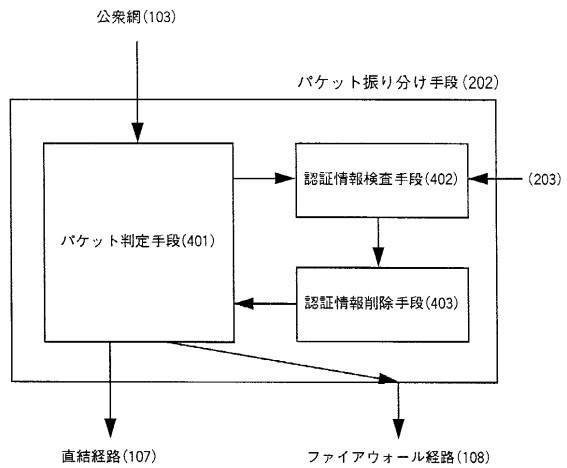 公衆網(103)
パケット振り分け手段(202)
認証情報検査手段(402)
(203)
パケット判定手段(401)
認証情報削除手段(403)
直結経路(107)
ファイアウォール経路(108)